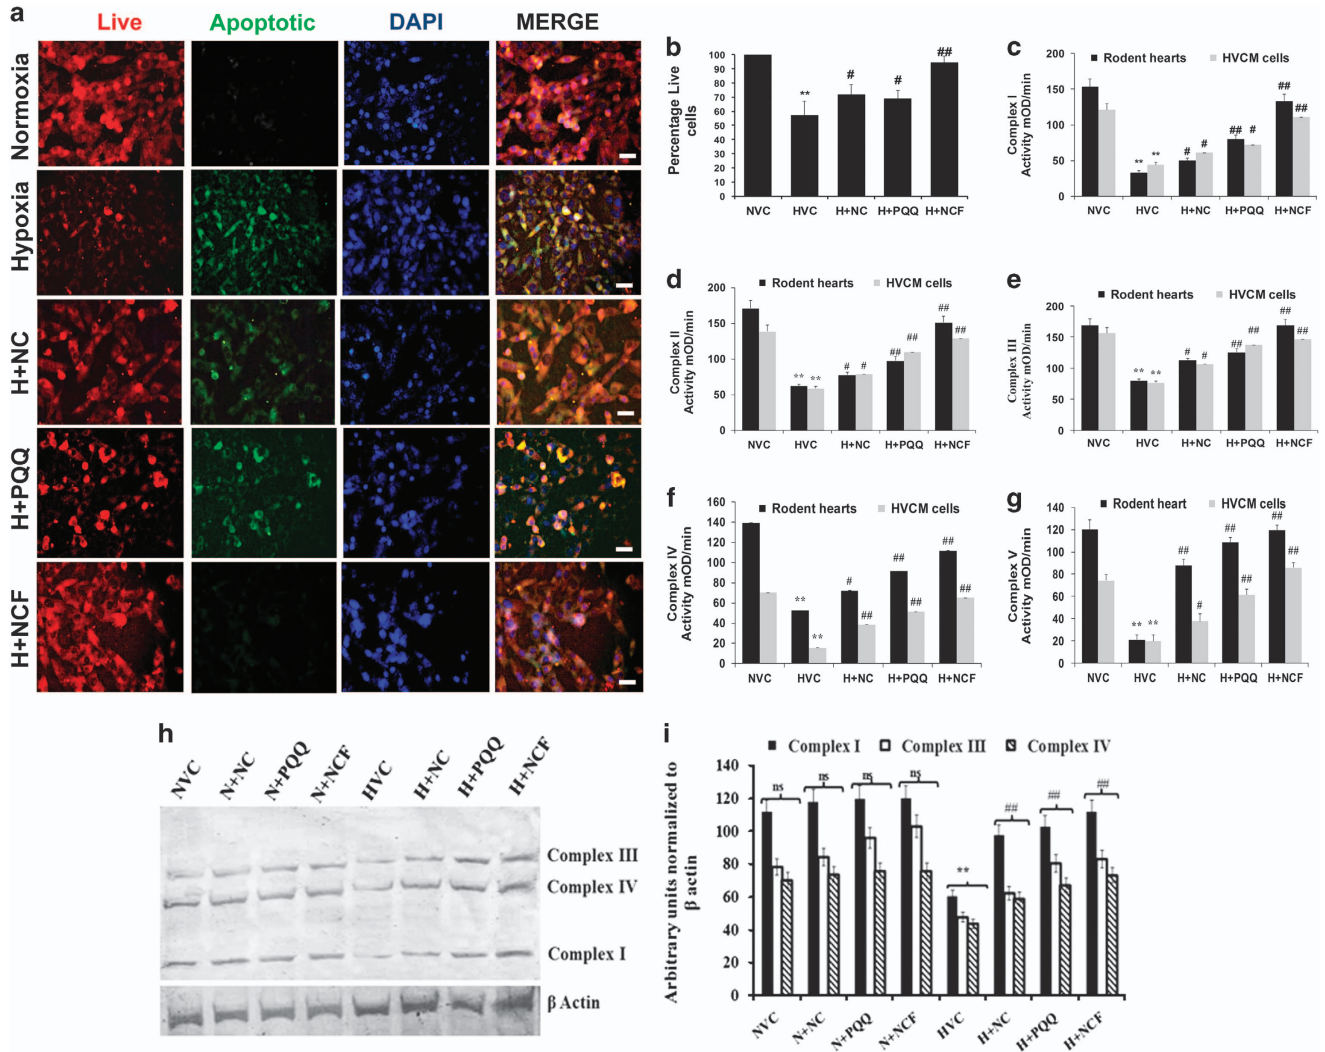 a
Live
Apoptotic
DAPI
MERGE
Normoxia
Hypoxia
H+NC
H+PQQ
H+NCF
b
Percentage Live
cells
100
90
80
70
60
50
40
30
20
10
0
**
#
#
##
NVC HVC H+NC H+PQQ H+NCF
c
Rodent hearts HVCM cells
Complex I
Activity mOD/min
200
150
100
50
0
** **
# #
## #
## ##
NVC HVC H+NC H+PQQ H+NCF
d
Rodent hearts HVCM cells
Complex II
Activity mOD/min
200
150
100
50
0
** **
# #
## ##
## ##
NVC HVC H+NC H+PQQ H+NCF
e
Rodent hearts HVCM cells
Complex III
Activity mOD/min
200
150
100
50
0
** **
# #
## ##
## ##
NVC HVC H+NC H+PQQ H+NCF
f
Rodent hearts HVCM cells
Complex IV
Activity mOD/min
160
140
120
100
80
60
40
20
0
** **
# ##
## ##
## ##
NVC HVC H+NC H+PQQ H+NCF
g
Rodent heart HVCM cells
Complex V
Activity mOD/min
140
120
100
80
60
40
20
0
** **
## #
## ##
## ##
NVC HVC H+NC H+PQQ H+NCF
h
NVC N+NC N+PQQ N+NCF HVC H+NC H+PQQ H+NCF
Complex III
Complex IV
Complex I
β Actin
i
Complex I Complex III Complex IV
Arbitrary units normalized to
β actin
140
120
100
80
60
40
20
0
ns ns ns ns ** ## ## ##
NVC N+NC N+PQQ N+NCF HVC H+NC H+PQQ H+NCF